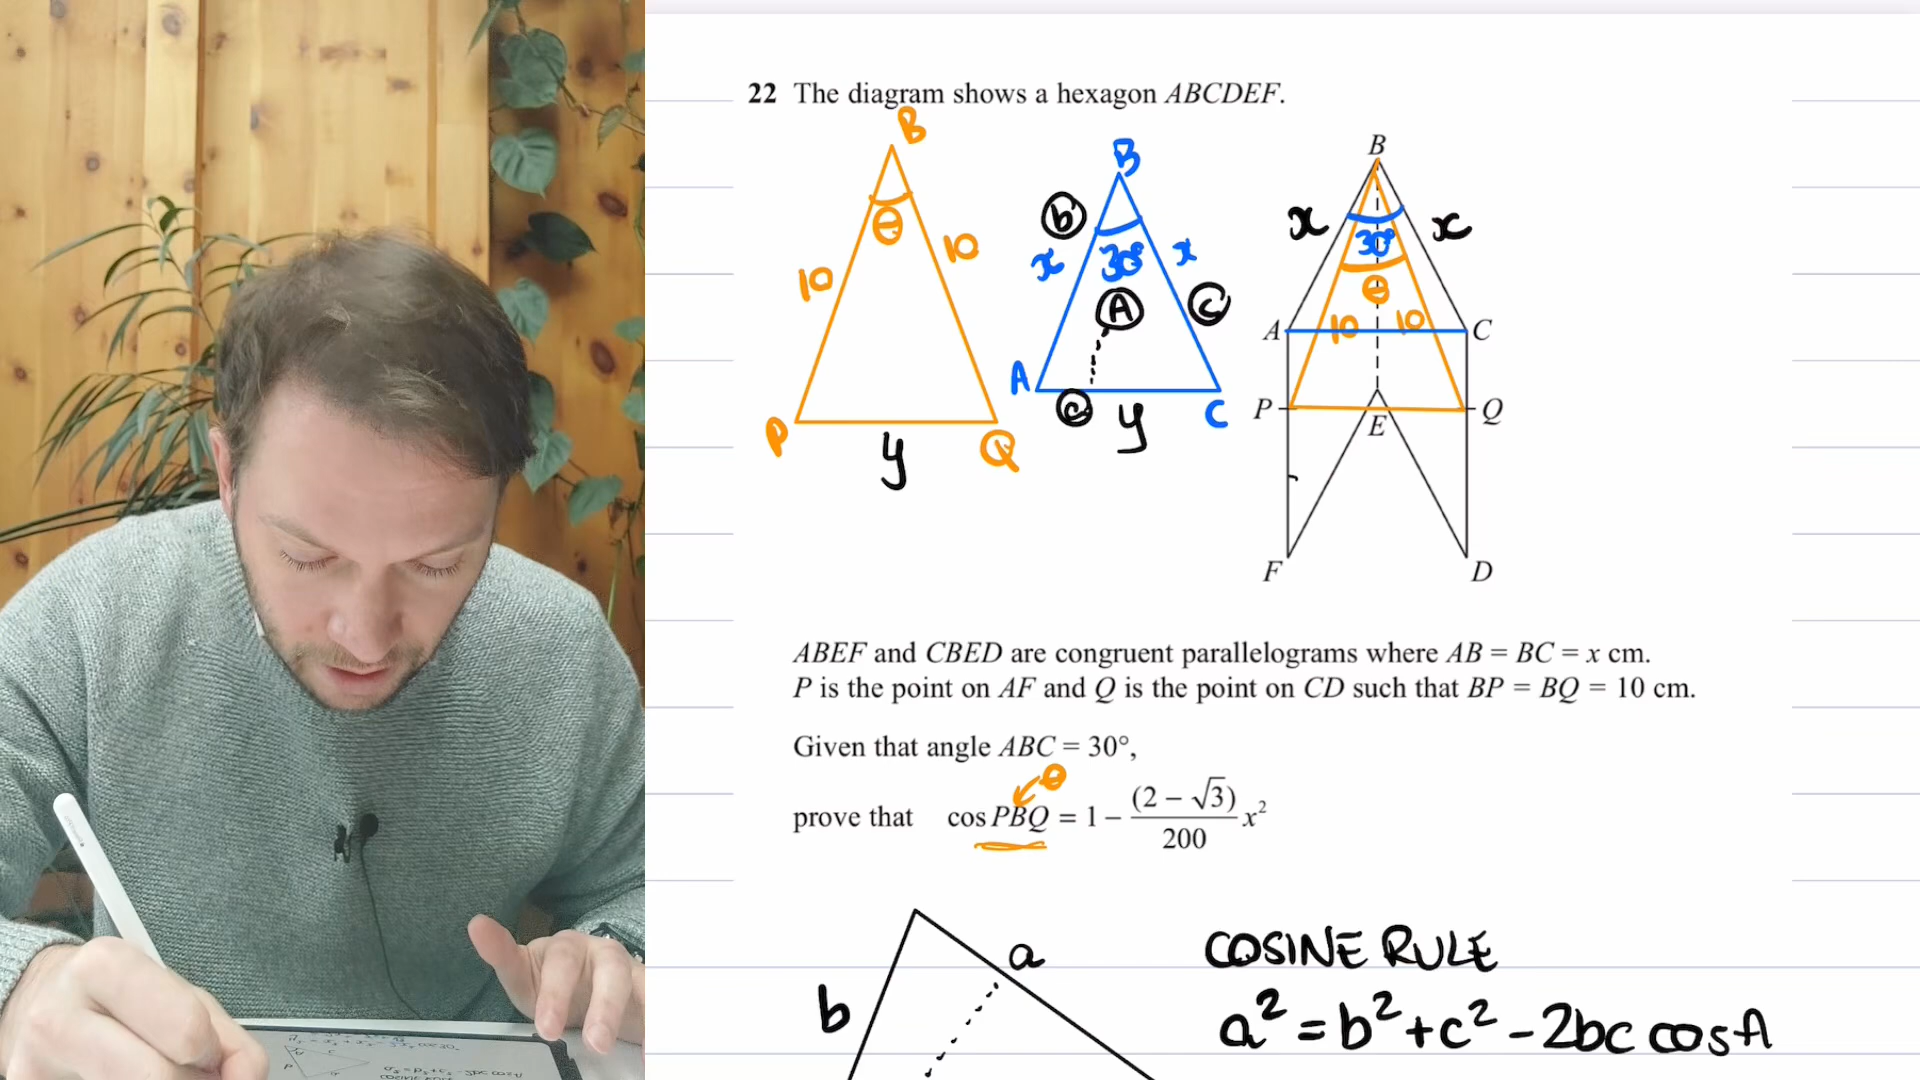 22 The diagram shows a hexagon ABCDEF.
B
θ
10
10
P
Q
y
B
b
x
30°
x
A
c
A
a
y
C
B
x
x
30°
θ
A
10
10
C
P
Q
E
F
D
ABEF and CBED are congruent parallelograms where AB = BC = x cm.
P is the point on AF and Q is the point on CD such that BP = BQ = 10 cm.
Given that angle ABC = 30°,
θ
prove that cos PBQ = 1 − (2 − √3)/200 x²
a
b
COSINE RULE
a² = b² + c² - 2bc cosA